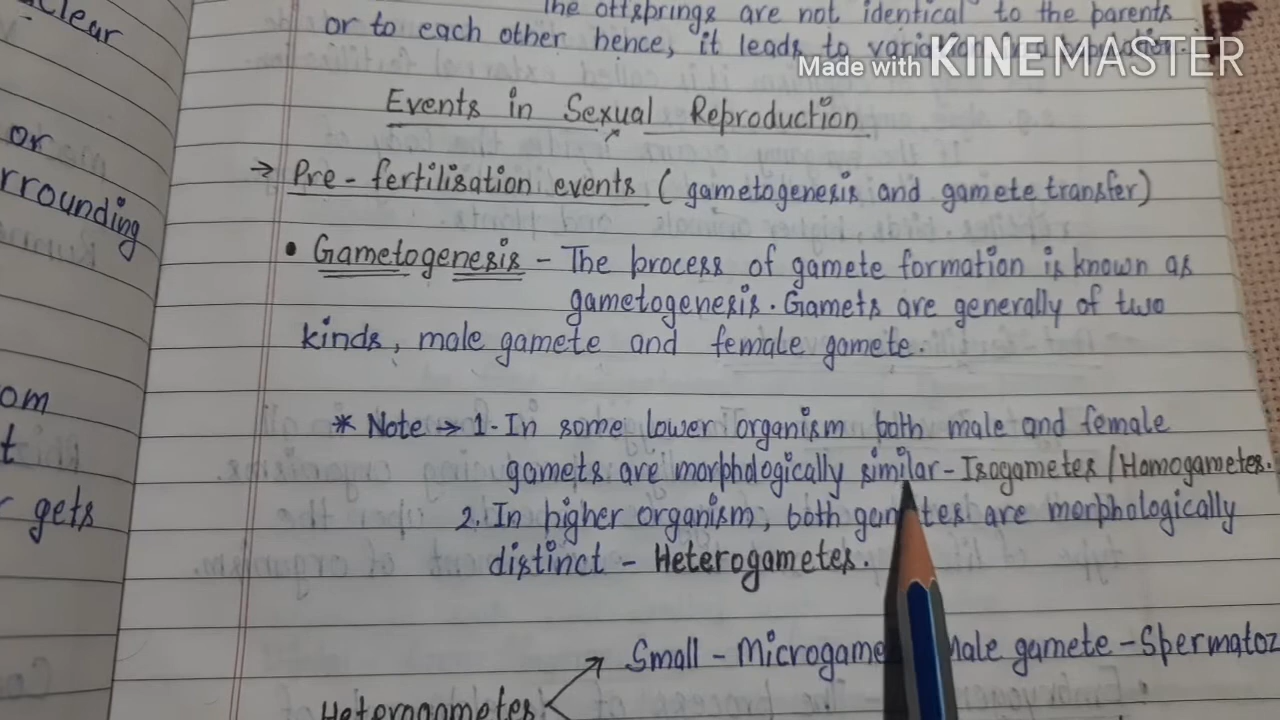 clear
or
rrounding
om
t
gets
the offsprings are not identical to the parents
or to each other hence, it leads to
Made with KINEMASTER
Events in Sexual Reproduction
→ Pre-fertilisation events (gametogenesis and gamete transfer)
• Gametogenesis - The process of gamete formation is known as
gametogenesis. Gamets are generally of two
kinds, male gamete and female gamete.
* Note → 1. In some lower organism both male and female
gamets are morphologically similar - Isogametes / Homogametes.
2. In higher organism, both gametes are morphologically
distinct - Heterogametes.
Small - Microgame male gamete - Spermatoz
Heterogametes